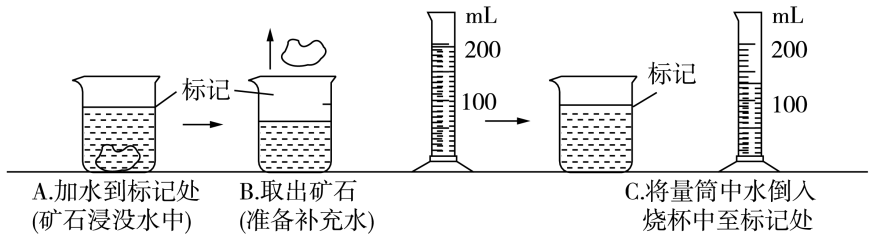 mL
200
100
标记
mL
200
100
标记
A.加水到标记处
(矿石浸没水中)
B.取出矿石
(准备补充水)
C.将量筒中水倒入
烧杯中至标记处